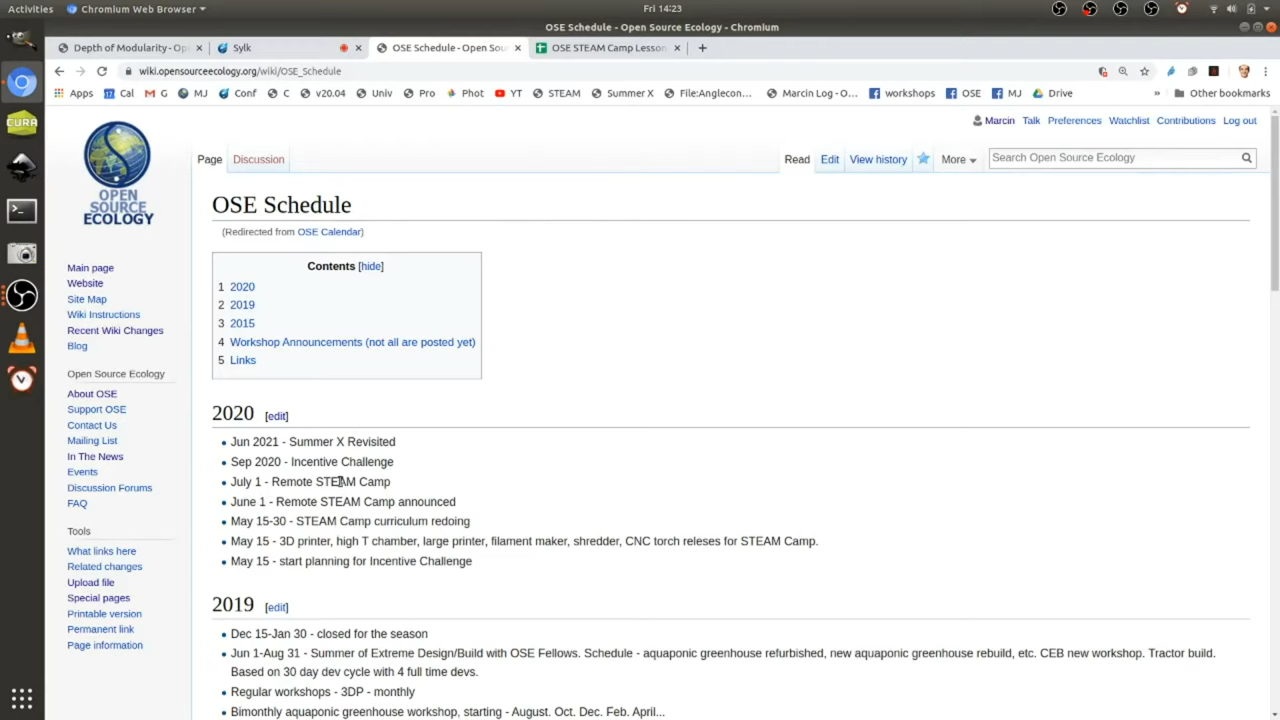 Activities
Chromium Web Browser
Fri 14:23
OSE Schedule - Open Source Ecology - Chromium
Depth of Modularity - Op
Sylk
OSE Schedule - Open Sou
OSE STEAM Camp Lesson
wiki.opensourceecology.org/wiki/OSE_Schedule
Apps
Cal
G
MJ
Conf
C
v20.04
Univ
Pro
Phot
YT
STEAM
Summer X
File:Anglecon...
Marcin Log - O...
workshops
OSE
MJ
Drive
»
Other bookmarks
Marcin
Talk
Preferences
Watchlist
Contributions
Log out
CURA
OPEN
SOURCE
ECOLOGY
Page
Discussion
Read
Edit
View history
More
Search Open Source Ecology
OSE Schedule
(Redirected from OSE Calendar)
Contents [hide]
1 2020
2 2019
3 2015
4 Workshop Announcements (not all are posted yet)
5 Links
Main page
Website
Site Map
Wiki Instructions
Recent Wiki Changes
Blog
Open Source Ecology
About OSE
Support OSE
Contact Us
Mailing List
In The News
Events
Discussion Forums
FAQ
Tools
What links here
Related changes
Upload file
Special pages
Printable version
Permanent link
Page information
2020 [edit]
Jun 2021 - Summer X Revisited
Sep 2020 - Incentive Challenge
July 1 - Remote STEAM Camp
June 1 - Remote STEAM Camp announced
May 15-30 - STEAM Camp curriculum redoing
May 15 - 3D printer, high T chamber, large printer, filament maker, shredder, CNC torch releses for STEAM Camp.
May 15 - start planning for Incentive Challenge
2019 [edit]
Dec 15-Jan 30 - closed for the season
Jun 1-Aug 31 - Summer of Extreme Design/Build with OSE Fellows. Schedule - aquaponic greenhouse refurbished, new aquaponic greenhouse rebuild, etc. CEB new workshop. Tractor build.
Based on 30 day dev cycle with 4 full time devs.
Regular workshops - 3DP - monthly
Bimonthly aquaponic greenhouse workshop, starting - August. Oct. Dec. Feb. April...